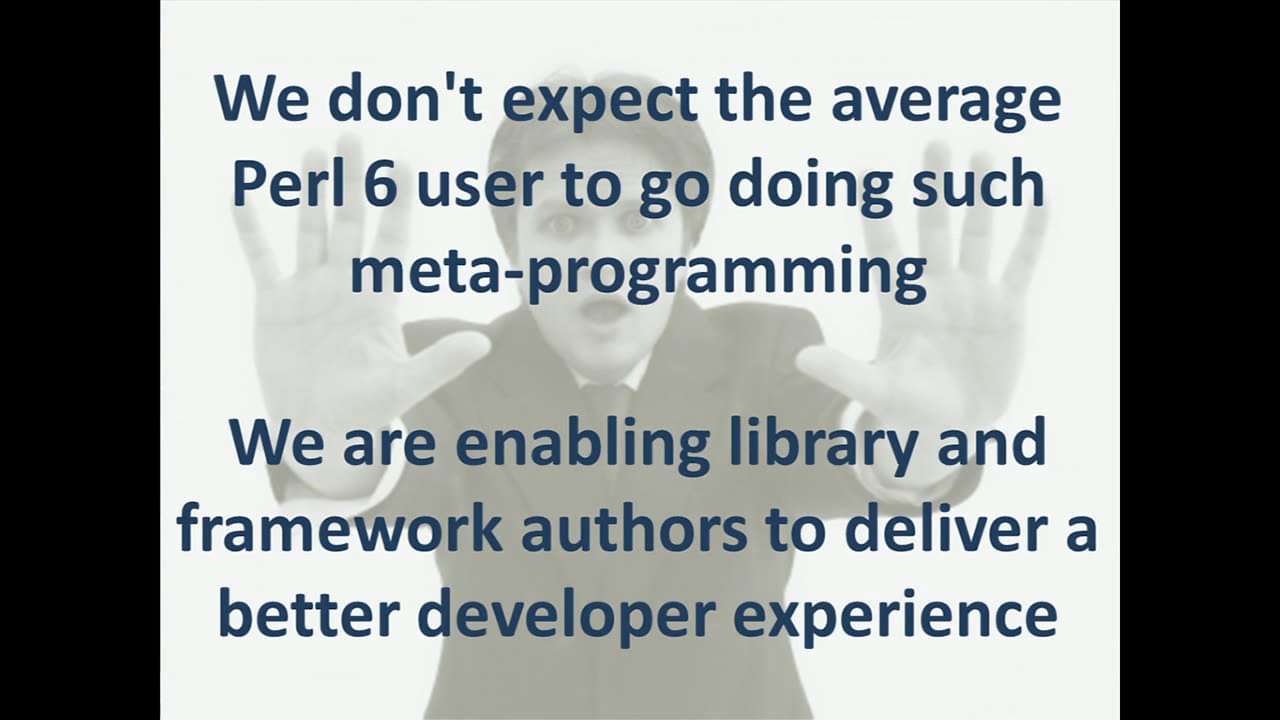 We don't expect the average
Perl 6 user to go doing such
meta-programming
We are enabling library and
framework authors to deliver a
better developer experience